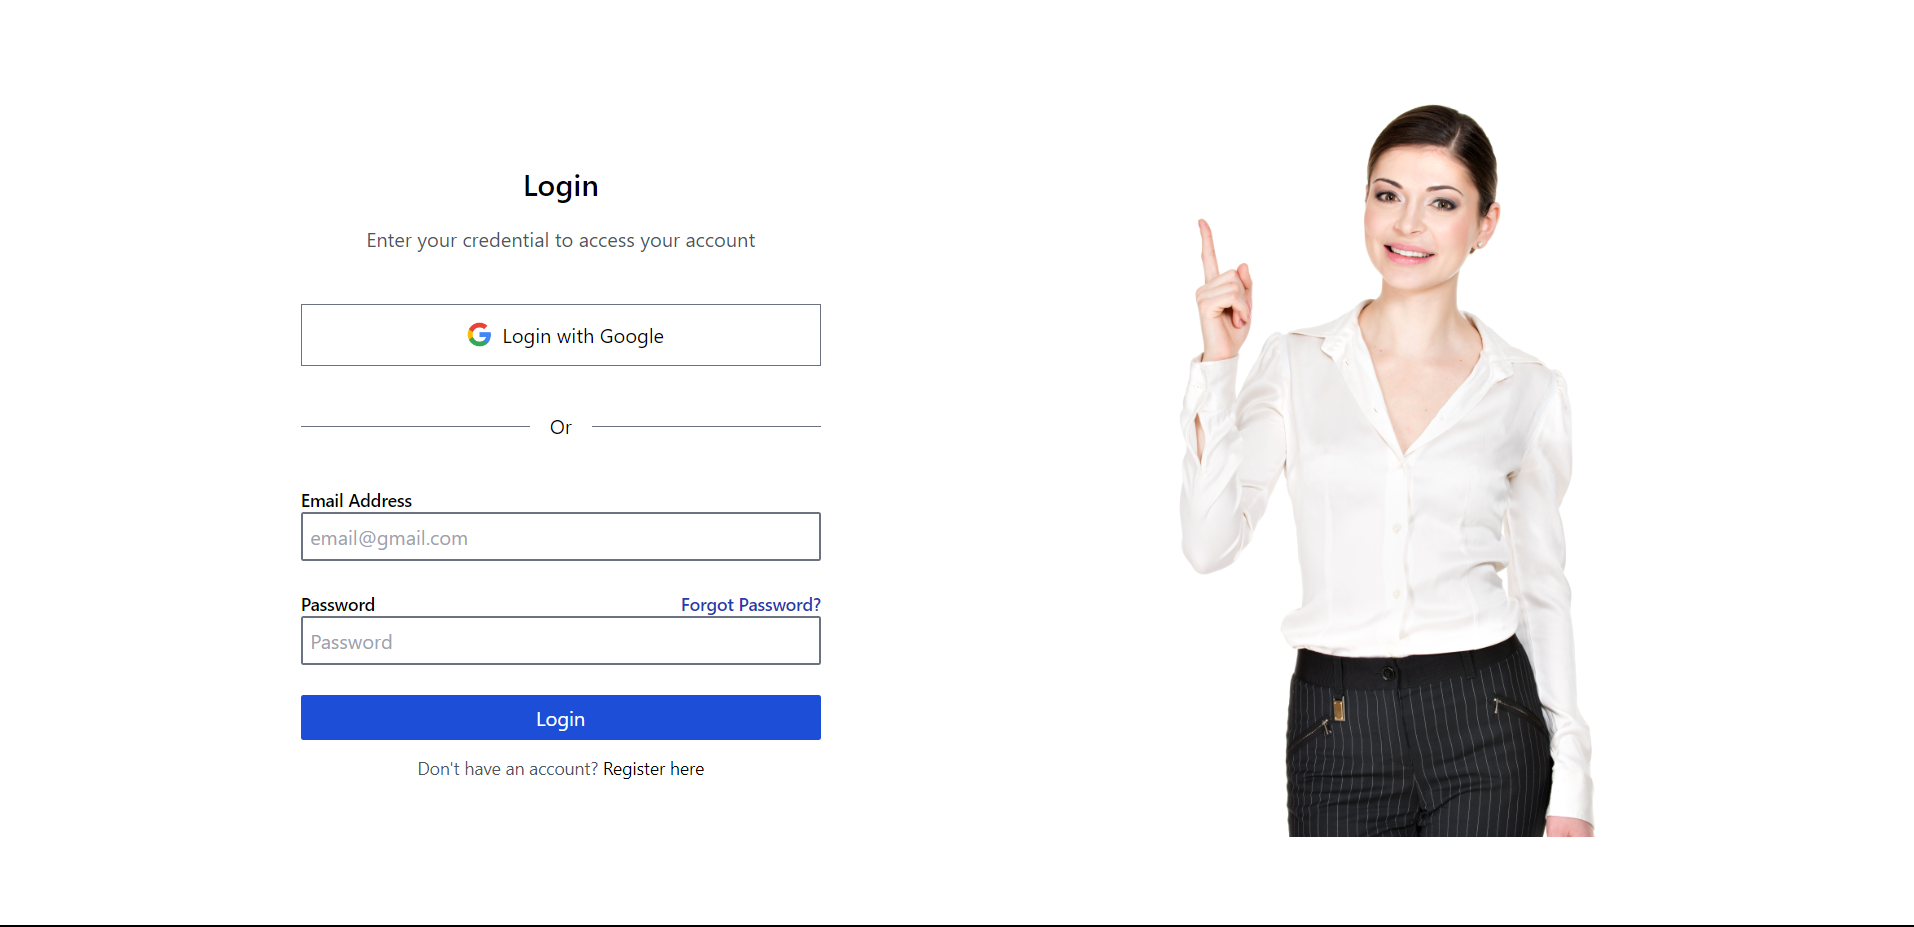 Login
Enter your credential to access your account
Login with Google
Or
Email Address
email@gmail.com
Password Forgot Password?
Password
Login
Don't have an account? Register here